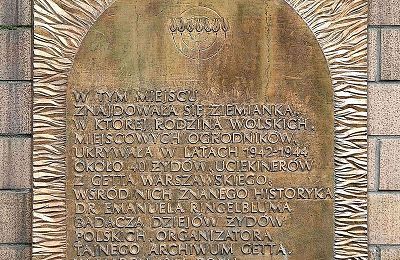 W TYM MIEJSCU
ZNAJDOWAŁA SIĘ ZIEMIANKA,
W KTÓREJ RODZINA WOLSKICH,
MIEJSCOWYCH OGRODNIKÓW
UKRYWAŁA W LATACH 1942-1944
OKOŁO 40 ŻYDÓW, UCIEKINERÓW
Z GETTA WARSZAWSKIEGO,
WŚRÓD NICH ZNANEGO HISTORYKA
DR EMANUELA RINGELBLUMA
BADACZA DZIEJÓW ŻYDÓW
POLSKICH, ORGANIZATORA
TAJNEGO ARCHIWUM GETTA.